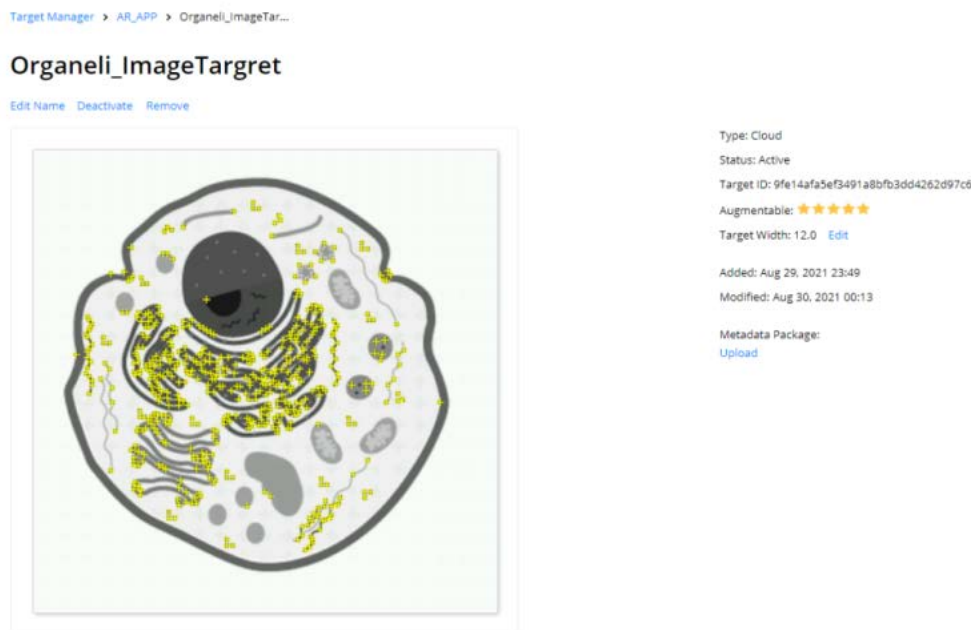 Target Manager > AR_APP > Organeli_ImageTar...
Organeli_ImageTargret
Edit Name Deactivate Remove
Type: Cloud
Status: Active
Target ID: 9fe14afa5ef3491a8bfb3dd4262d97c6
Augmentable:
Target Width: 12.0 Edit
Added: Aug 29, 2021 23:49
Modified: Aug 30, 2021 00:13
Metadata Package:
Upload